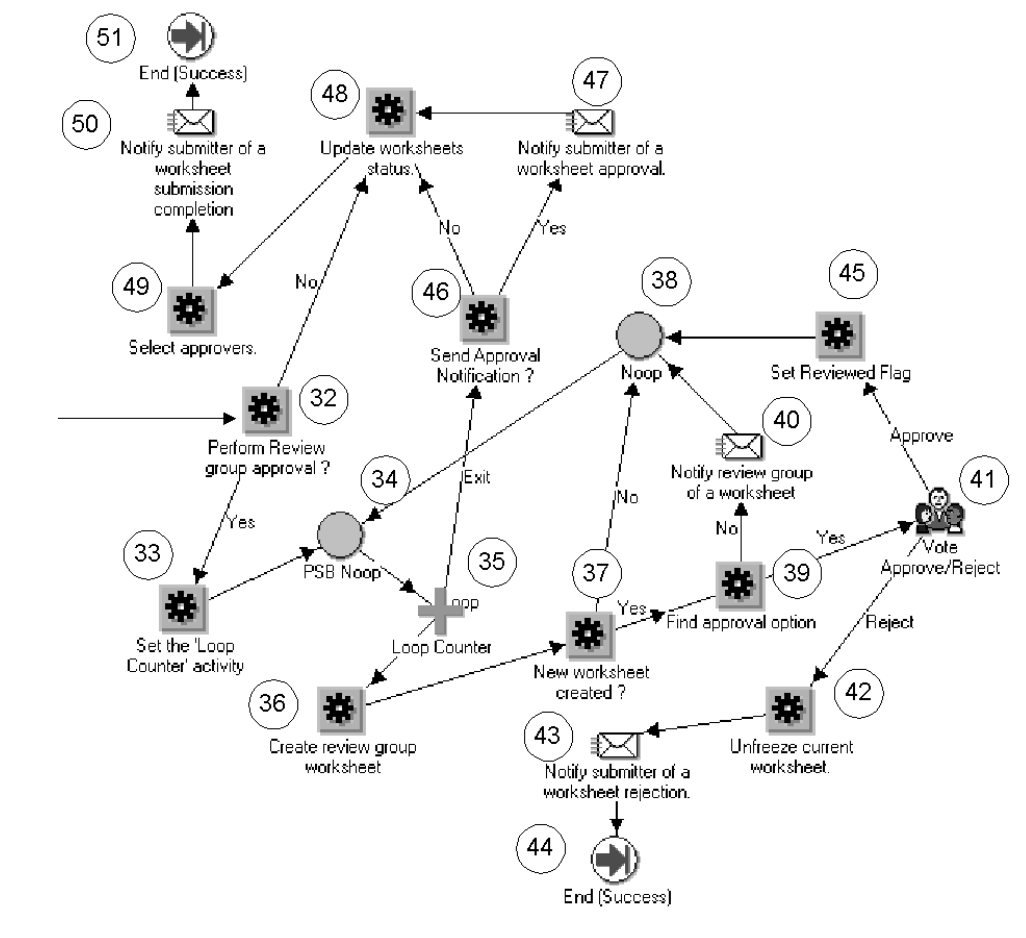 51
End (Success)
50
Notify submitter of a
worksheet
submission
completion
48
Update worksheets
status.
47
Notify submitter of a
worksheet approval.
No
Yes
No
49
Select approvers.
46
Send Approval
Notification ?
38
Noop
45
Set Reviewed Flag
32
Perform Review
group approval ?
40
Notify review group
of a worksheet
Approve
34
PSB Noop
Exit
No
No
Yes
41
Vote
Approve/Reject
Yes
33
Set the 'Loop
Counter' activity
35
Loop
Loop Counter
37
New worksheet
created ?
Yes
39
Find approval option
Reject
36
Create review group
worksheet
43
Notify submitter of a
worksheet rejection.
42
Unfreeze current
worksheet.
44
End (Success)